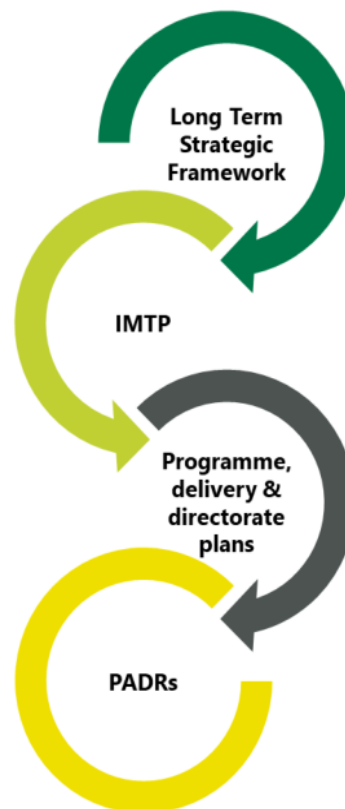 Long Term
Strategic
Framework
IMTP
Programme,
delivery &
directorate
plans
PADRs